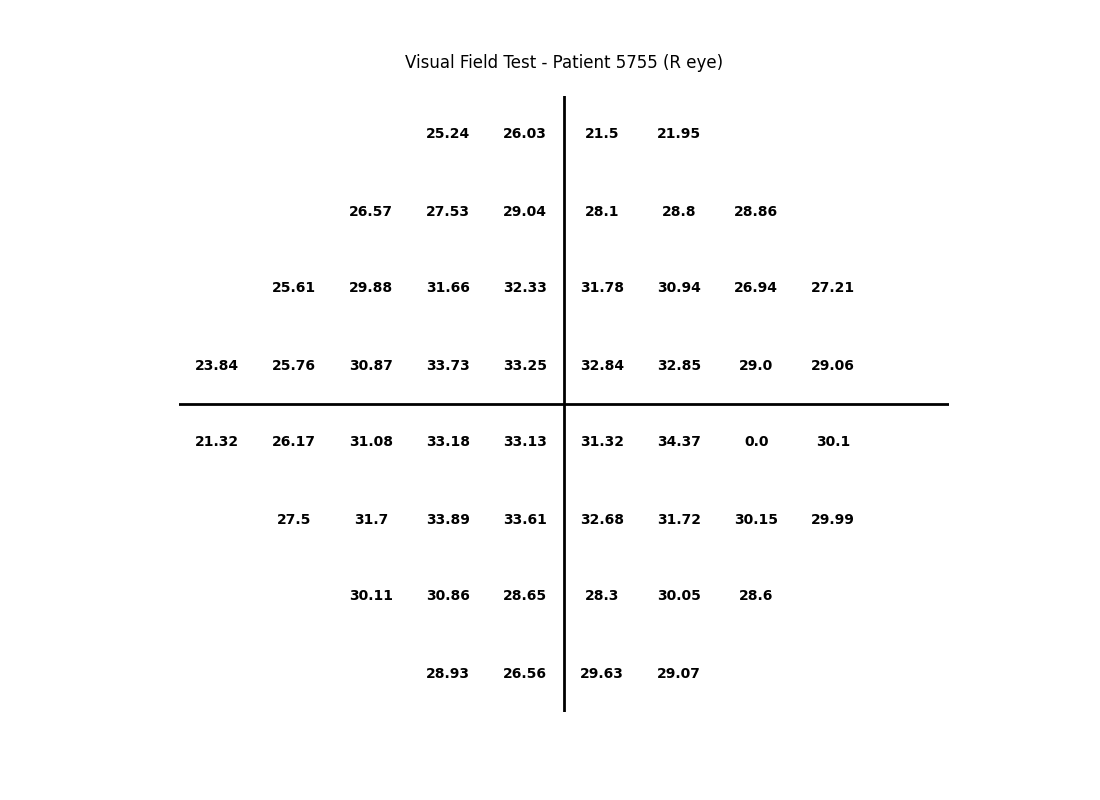 Visual Field Test - Patient 5755 (R eye)
25.24 26.03 21.5 21.95
26.57 27.53 29.04 28.1 28.8 28.86
25.61 29.88 31.66 32.33 31.78 30.94 26.94 27.21
23.84 25.76 30.87 33.73 33.25 32.84 32.85 29.0 29.06
21.32 26.17 31.08 33.18 33.13 31.32 34.37 0.0 30.1
27.5 31.7 33.89 33.61 32.68 31.72 30.15 29.99
30.11 30.86 28.65 28.3 30.05 28.6
28.93 26.56 29.63 29.07